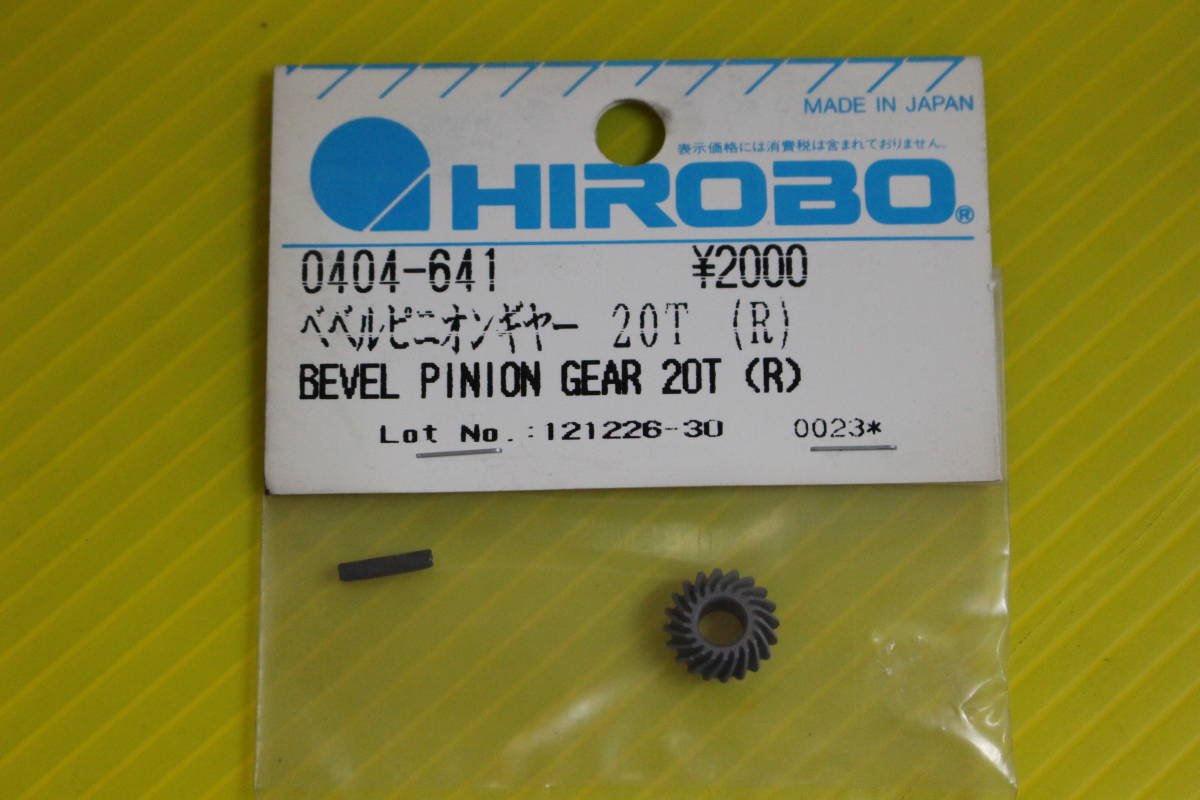 MADE IN JAPAN
表示価格には消費税は含まれておりません。
HIROBO®
0404-641 ¥2000
ベベルピニオンギヤー 20T (R)
BEVEL PINION GEAR 20T (R)
Lot No.:121226-30 0023*